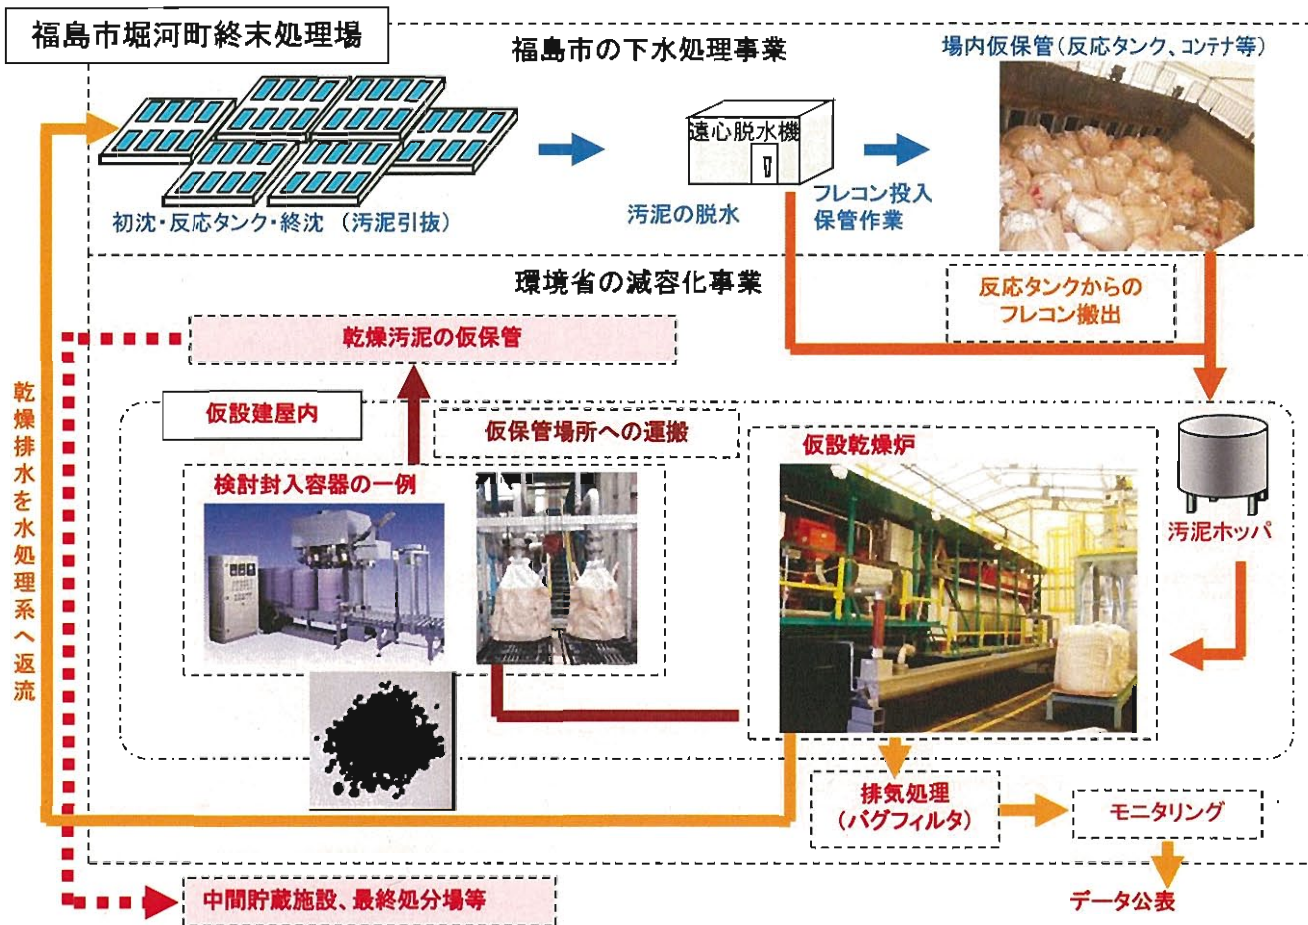 福島市堀河町終末処理場
福島市の下水処理事業
場内仮保管(反応タンク、コンテナ等)
遠心脱水機
初沈・反応タンク・終沈 (汚泥引抜)
汚泥の脱水
フレコン投入
保管作業
環境省の減容化事業
反応タンクからの
フレコン搬出
乾燥汚泥の仮保管
仮設建屋内
仮保管場所への運搬
検討封入容器の一例
仮設乾燥炉
汚泥ホッパ
乾燥排水を水処理系へ返流
排気処理
(バグフィルタ)
モニタリング
データ公表
中間貯蔵施設、最終処分場等